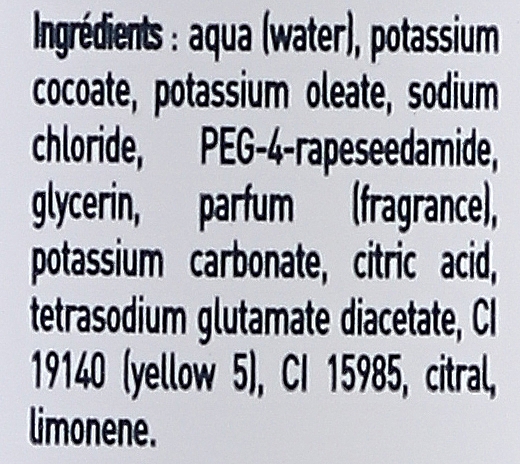 Ingrédients : aqua (water), potassium
cocoate, potassium oleate, sodium
chloride, PEG-4-rapeseedamide,
glycerin, parfum (fragrance),
potassium carbonate, citric acid,
tetrasodium glutamate diacetate, CI
19140 (yellow 5), CI 15985, citral,
limonene.